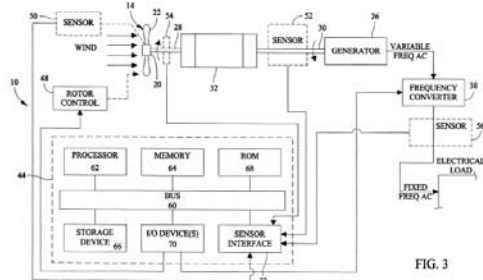 50
SENSOR
14
22
54
28
52
SENSOR
30
26
GENERATOR
VARIABLE
FREQ AC
WIND
20
32
10
48
ROTOR
CONTROL
FREQUENCY
CONVERTER
38
SENSOR
56
44
PROCESSOR
62
MEMORY
64
ROM
68
ELECTRICAL
LOAD
BUS
60
FIXED FREQ AC
STORAGE
DEVICE 66
I/O DEVICE(S)
70
SENSOR
INTERFACE
FIG. 3